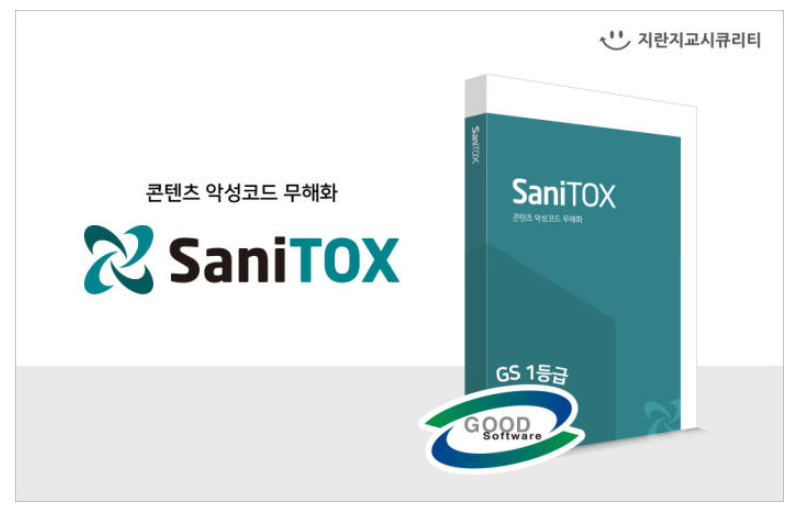 지란지교시큐리티
콘텐츠 악성코드 무해화
SaniTOX
SaniTOX
SaniTOX
콘텐츠 악성코드 무해화
GS 1등급
GOOD
Software